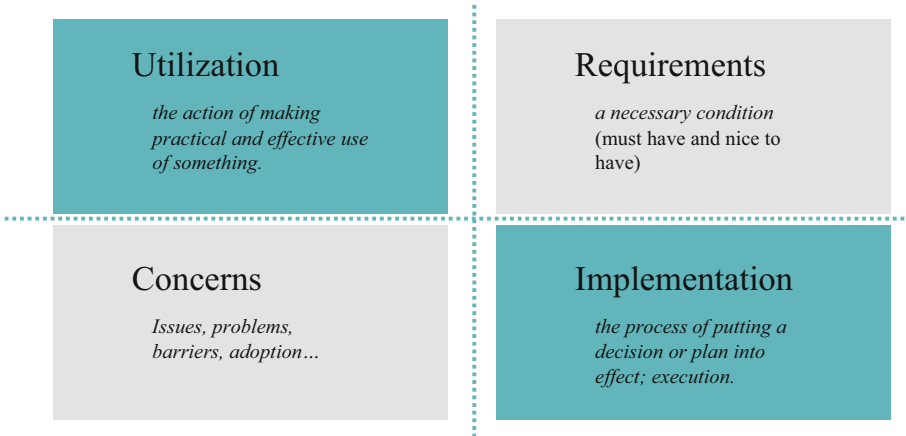 Utilization
the action of making
practical and effective use
of something.
Requirements
a necessary condition
(must have and nice to
have)
Concerns
Issues, problems,
barriers, adoption…
Implementation
the process of putting a
decision or plan into
effect; execution.